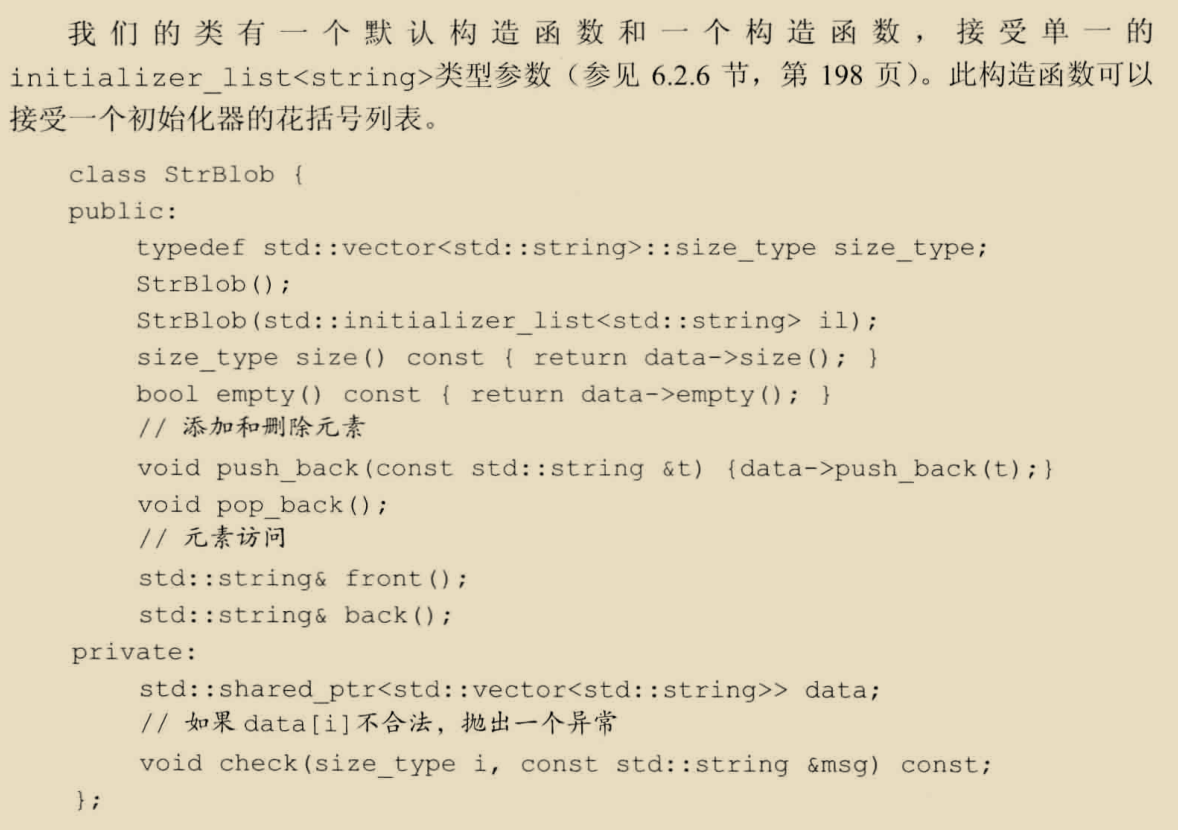 我们的类有一个默认构造函数和一个构造函数，接受单一的
initializer_list<string>类型参数（参见 6.2.6 节，第 198 页）。此构造函数可以
接受一个初始化器的花括号列表。
class StrBlob {
public:
    typedef std::vector<std::string>::size_type size_type;
    StrBlob();
    StrBlob(std::initializer_list<std::string> il);
    size_type size() const { return data->size(); }
    bool empty() const { return data->empty(); }
    // 添加和删除元素
    void push_back(const std::string &t) {data->push_back(t);}
    void pop_back();
    // 元素访问
    std::string& front();
    std::string& back();
private:
    std::shared_ptr<std::vector<std::string>> data;
    // 如果 data[i]不合法，抛出一个异常
    void check(size_type i, const std::string &msg) const;
};